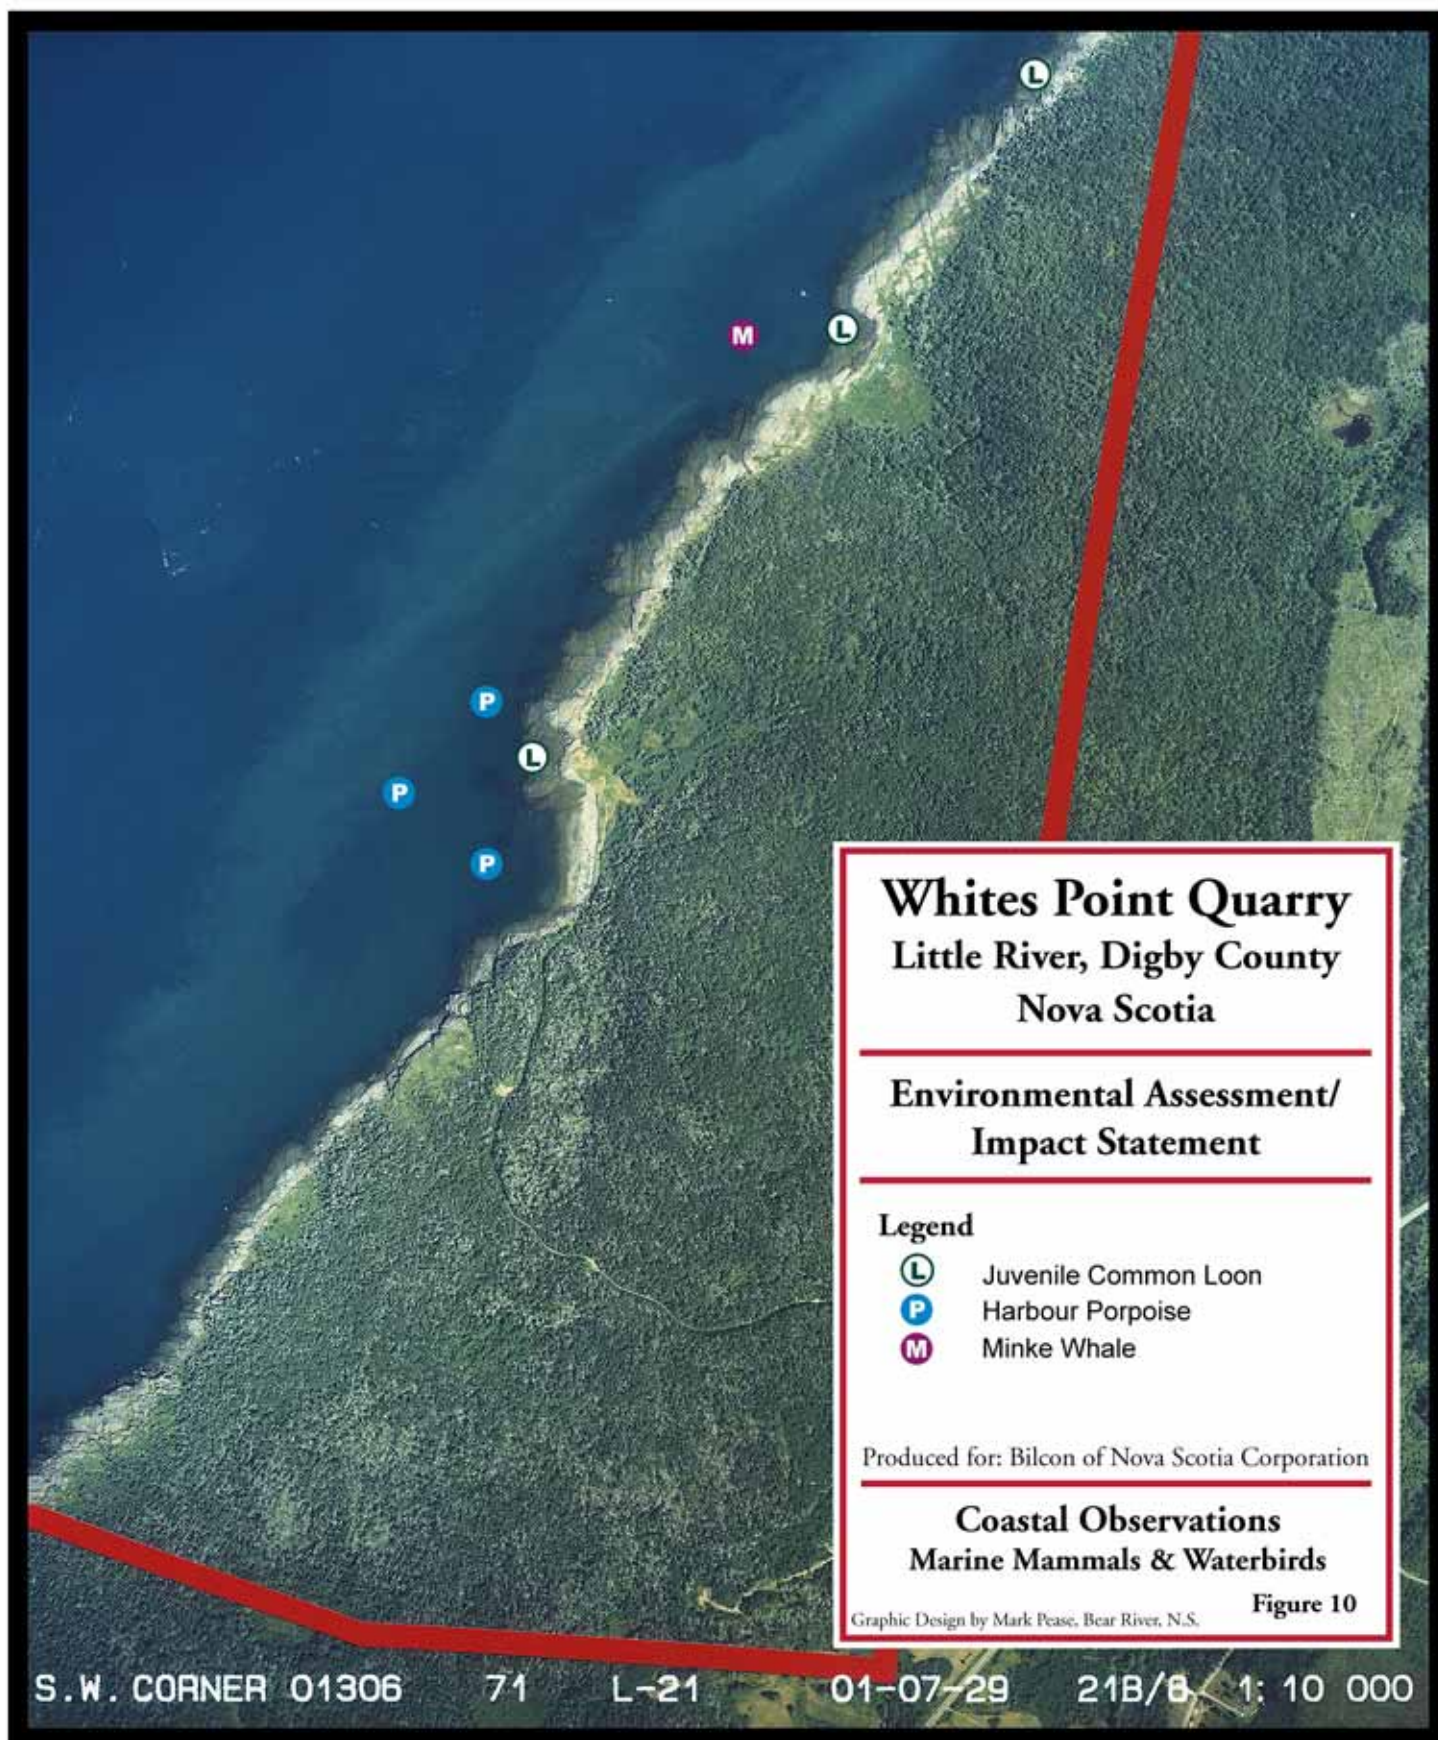 L
M
L
P
L
P
P
Whites Point Quarry
Little River, Digby County
Nova Scotia
Environmental Assessment/
Impact Statement
Legend
L Juvenile Common Loon
P Harbour Porpoise
M Minke Whale
Produced for: Bilcon of Nova Scotia Corporation
Coastal Observations
Marine Mammals & Waterbirds
Figure 10
Graphic Design by Mark Pease, Bear River, N.S.
S.W. CORNER 01306 71 L-21 01-07-29 21B/8 1: 10 000